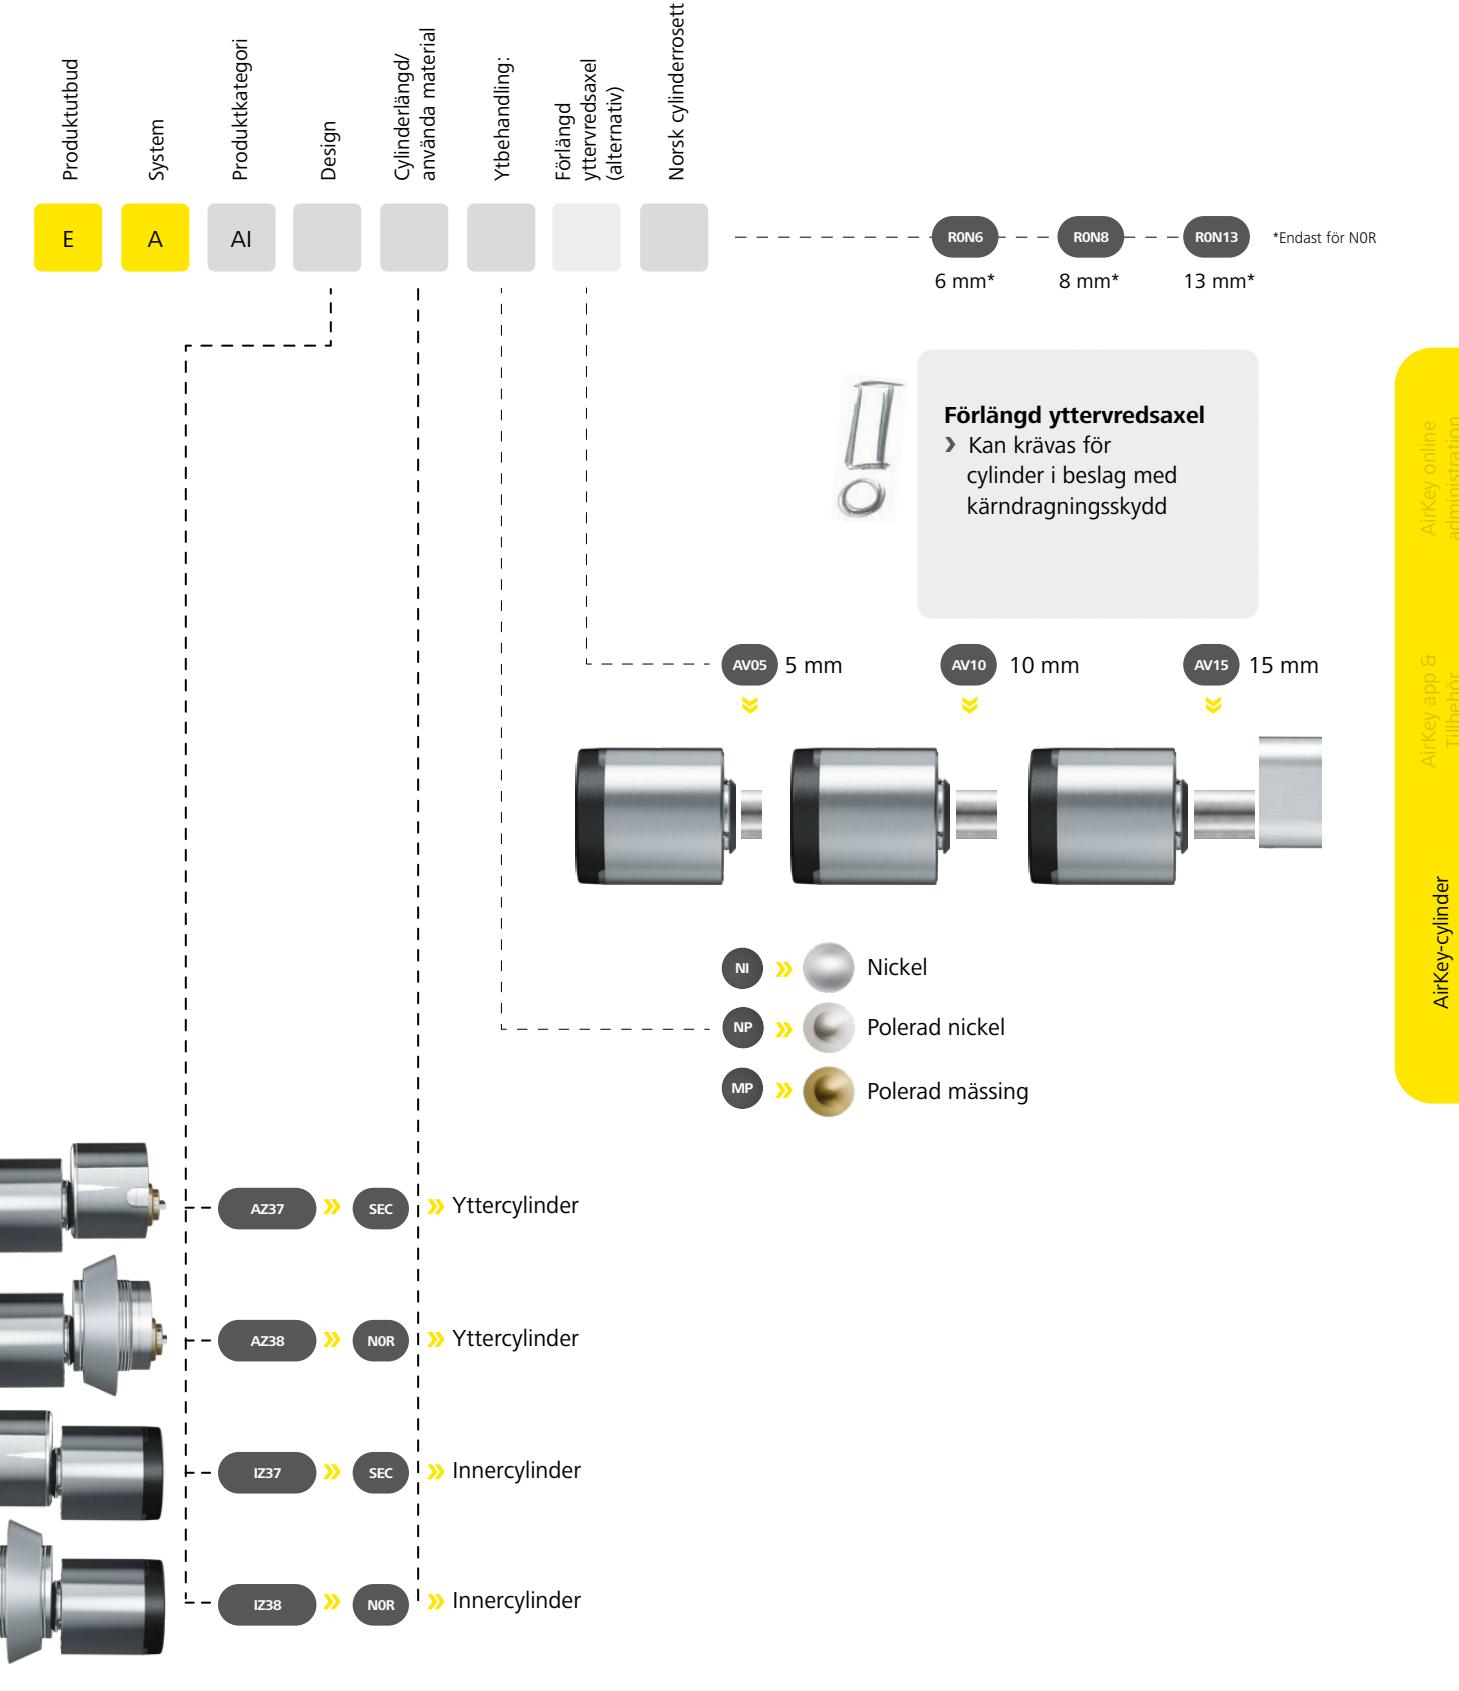 Produktutbud
System
Produktkategori
Design
Cylinderlängd/
använda material
Ytbehandling:
Förlängd
yttervredsaxel
(alternativ)
Norsk cylinderrosett
E
A
AI
R0N6
R0N8
R0N13
*Endast för N0R
6 mm*
8 mm*
13 mm*
Förlängd yttervredsaxel
› Kan krävas för
cylinder i beslag med
kärndragningsskydd
AirKey online
administration
AirKey app &
Tillbehör
AirKey-cylinder
AV05 5 mm
AV10 10 mm
AV15 15 mm
NI » Nickel
NP » Polerad nickel
MP » Polerad mässing
AZ37 » SEC » Yttercylinder
AZ38 » N0R » Yttercylinder
IZ37 » SEC » Innercylinder
IZ38 » N0R » Innercylinder